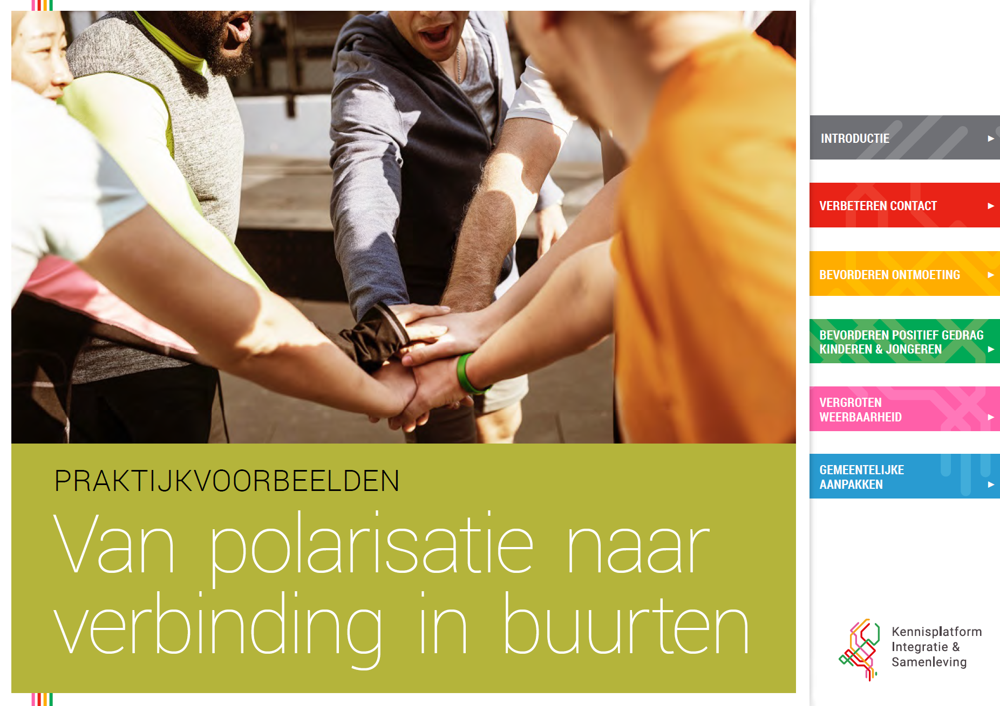 PRAKTIJKVOORBEELDEN
Van polarisatie naar
verbinding in buurten
INTRODUCTIE
VERBETEREN CONTACT
BEVORDEREN ONTMOETING
BEVORDEREN POSITIEF GEDRAG
KINDEREN & JONGEREN
VERGROTEN
WEERBAARHEID
GEMEENTELIJKE
AANPAKKEN
Kennisplatform
Integratie &
Samenleving